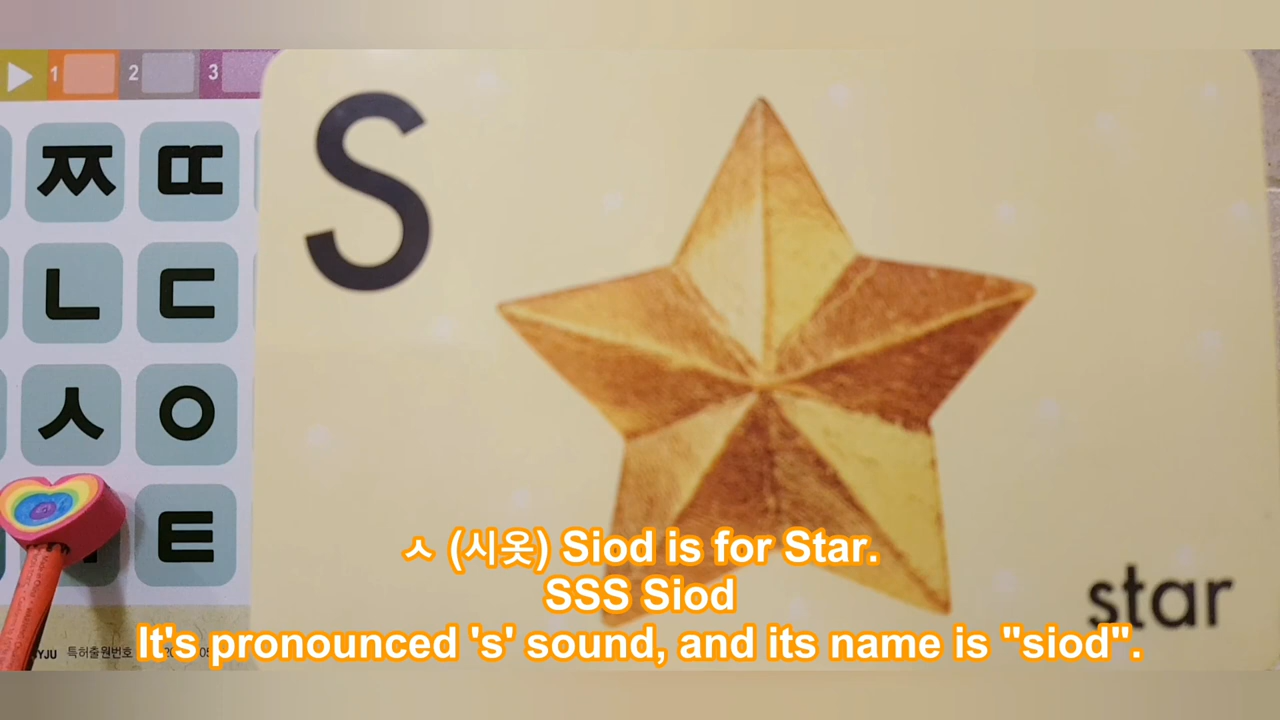 1 2 3
ㅉ ㄸ
ㄴ ㄷ
ㅅ ㅇ
ㅌ
S
star
ㅅ (시옷) Siod is for Star.
SSS Siod
It's pronounced 's' sound, and its name is "siod".
특허출원번호